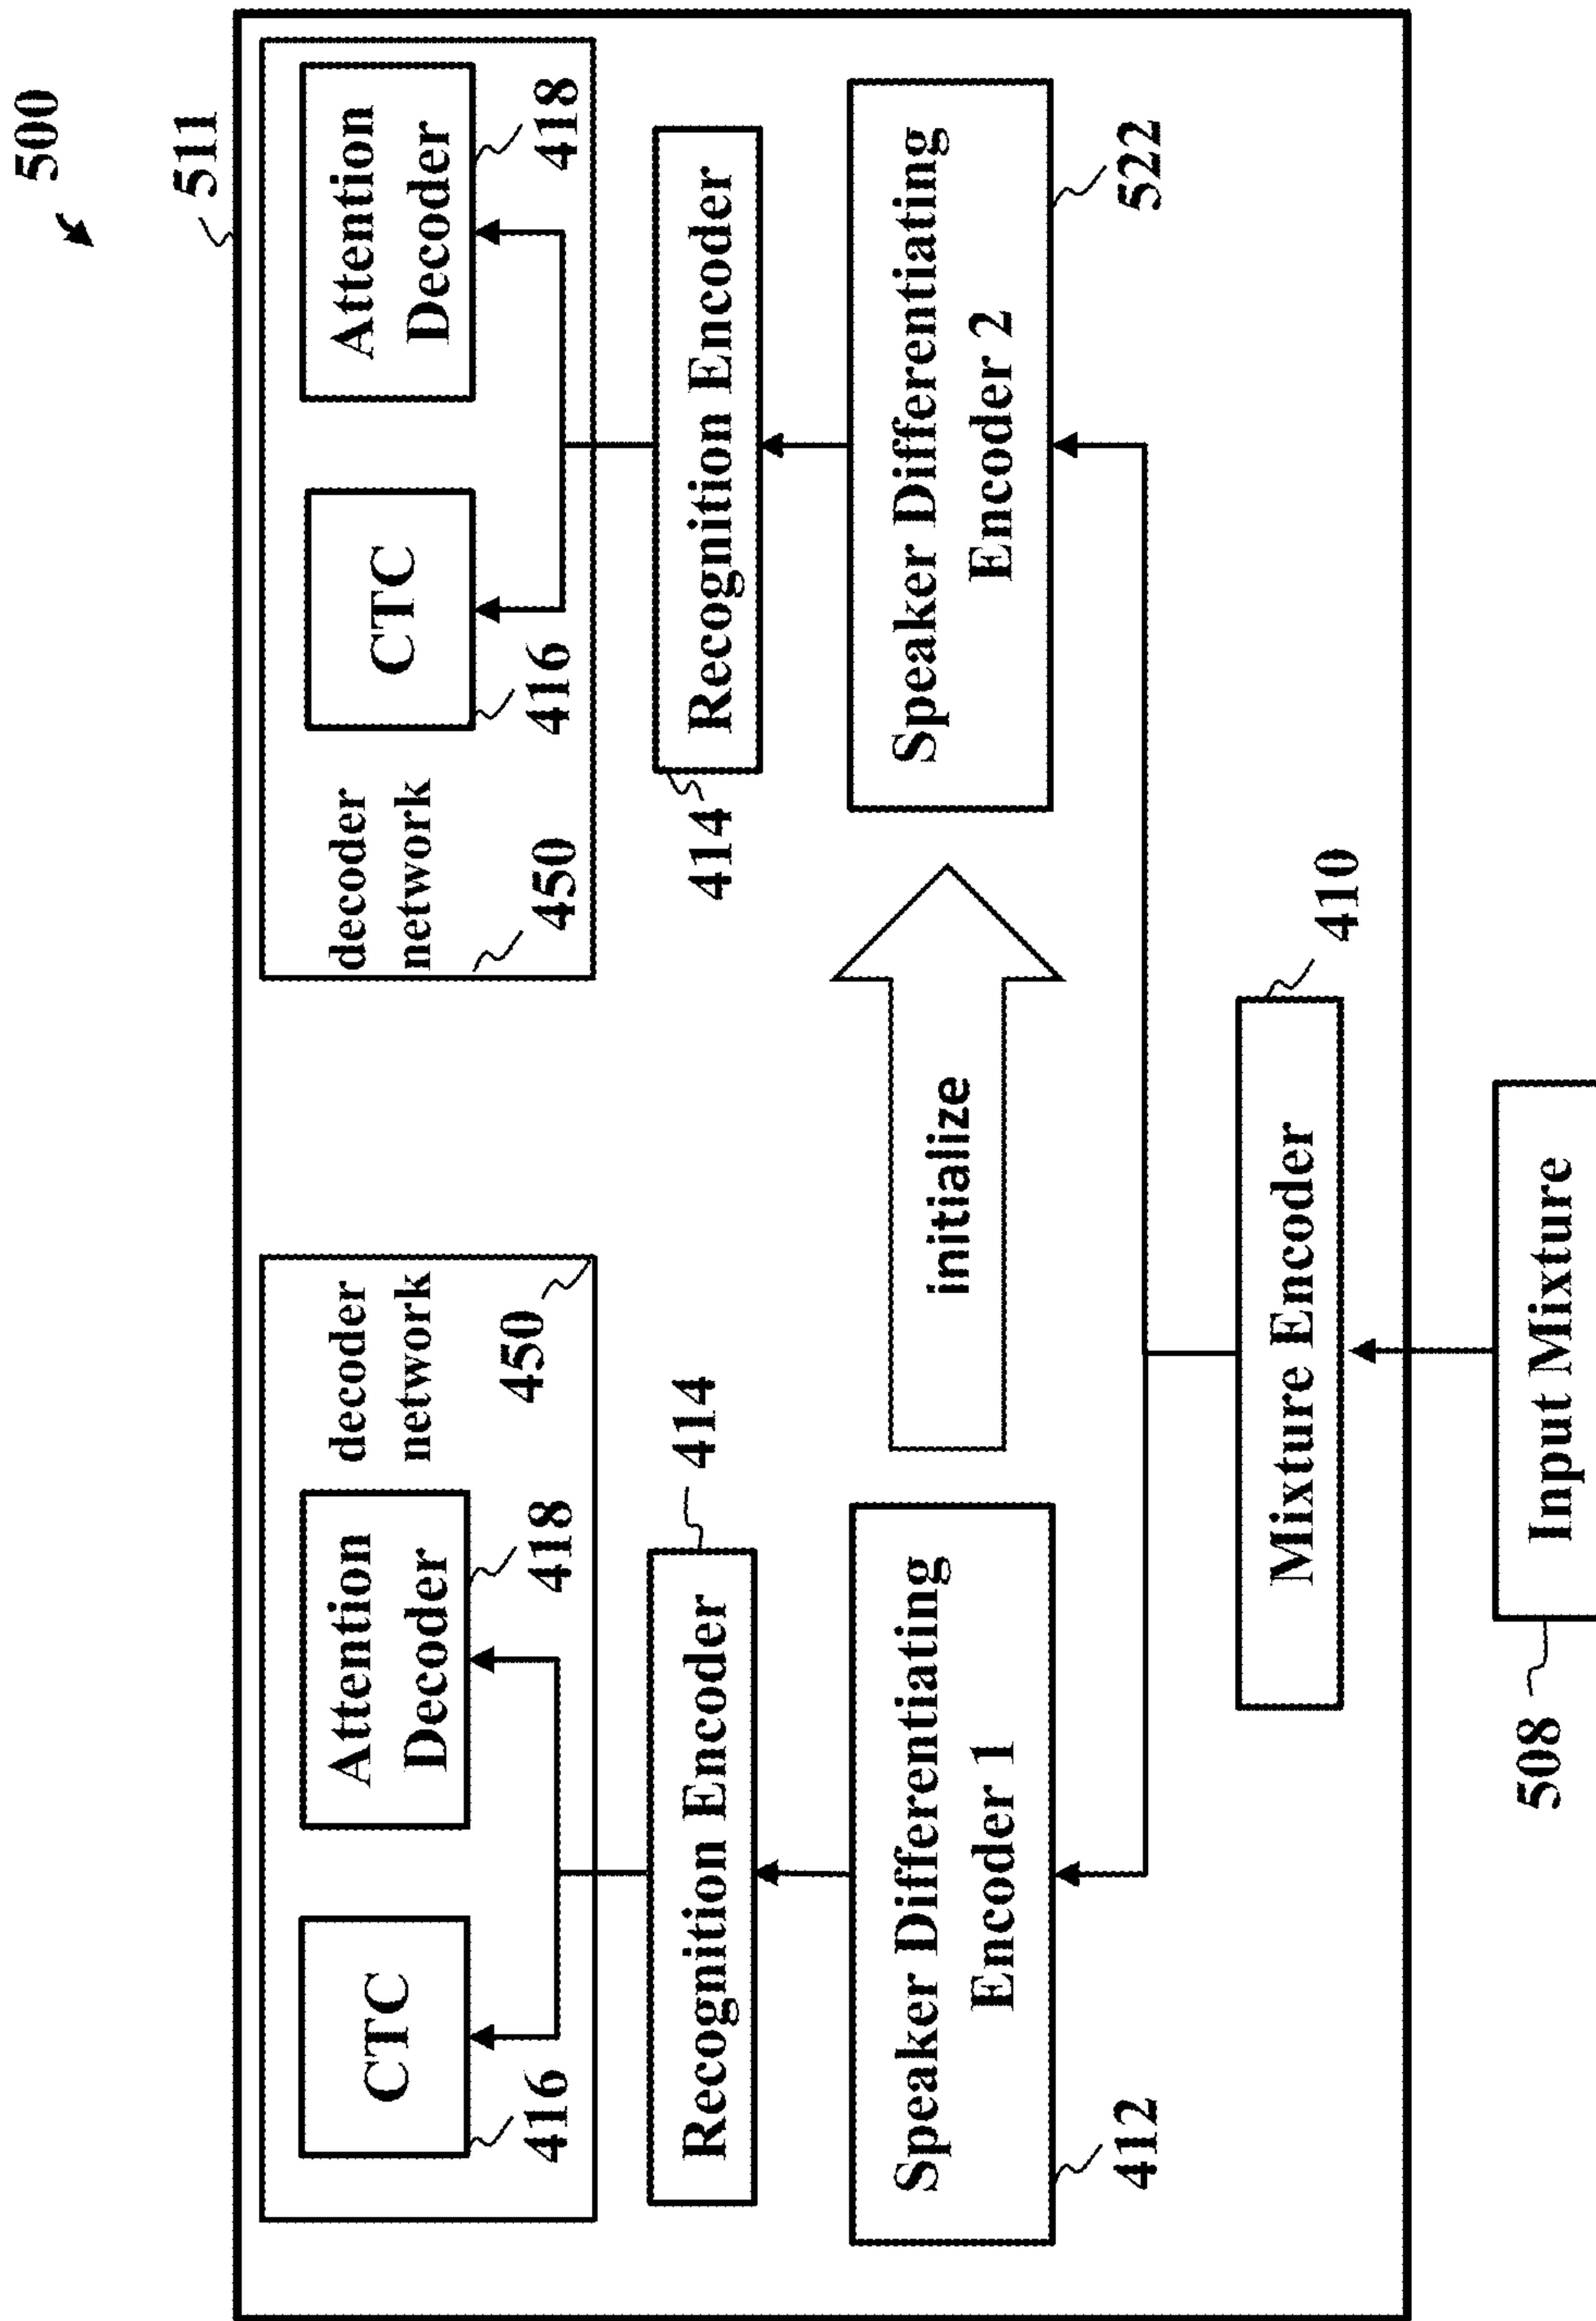 500
511
decoder
network
450
CTC
416
Attention
Decoder
418
CTC
416
Attention
Decoder
418
decoder
network
450
Recognition Encoder
414
Recognition Encoder
414
Speaker Differentiating
Encoder 1
412
initialize
Speaker Differentiating
Encoder 2
522
Mixture Encoder
410
Input Mixture
508